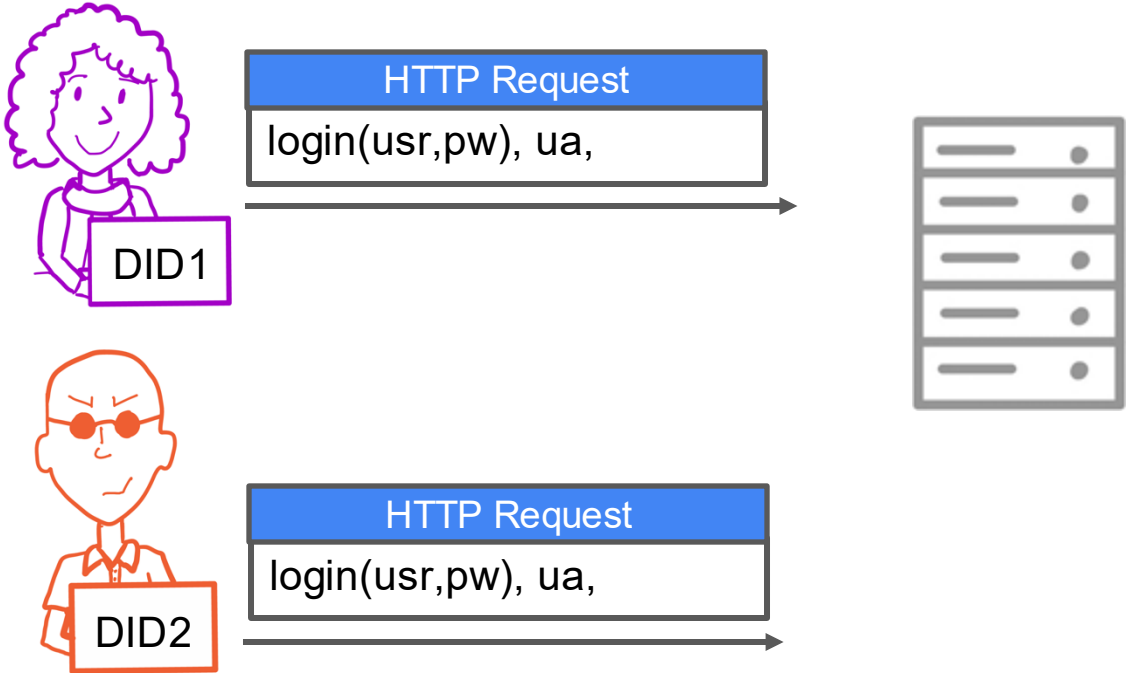 HTTP Request
login(usr,pw), ua,
DID1
HTTP Request
login(usr,pw), ua,
DID2